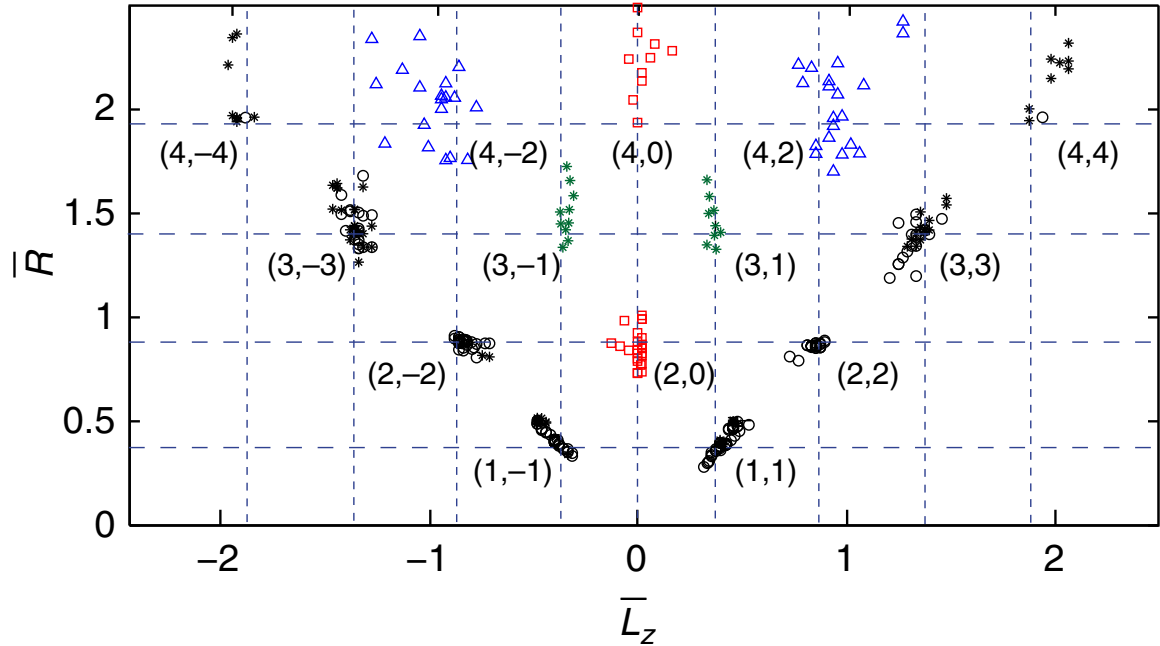 2
(4,−4) (4,−2) (4,0) (4,2) (4,4)
1.5
(3,−3) (3,−1) (3,1) (3,3)
R̅
1
(2,−2) (2,0) (2,2)
0.5
(1,−1) (1,1)
0
−2 −1 0 1 2
L̅z